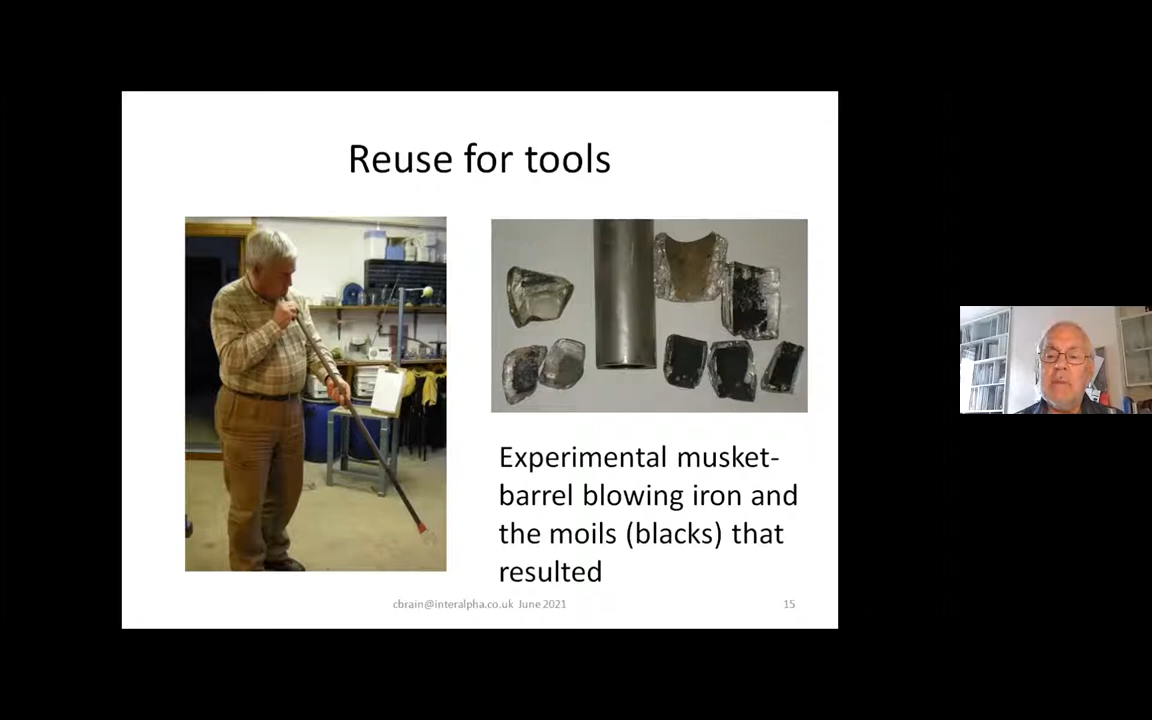 Reuse for tools
Experimental musket-
barrel blowing iron and
the moils (blacks) that
resulted
cbrain@interalpha.co.uk June 2021
15